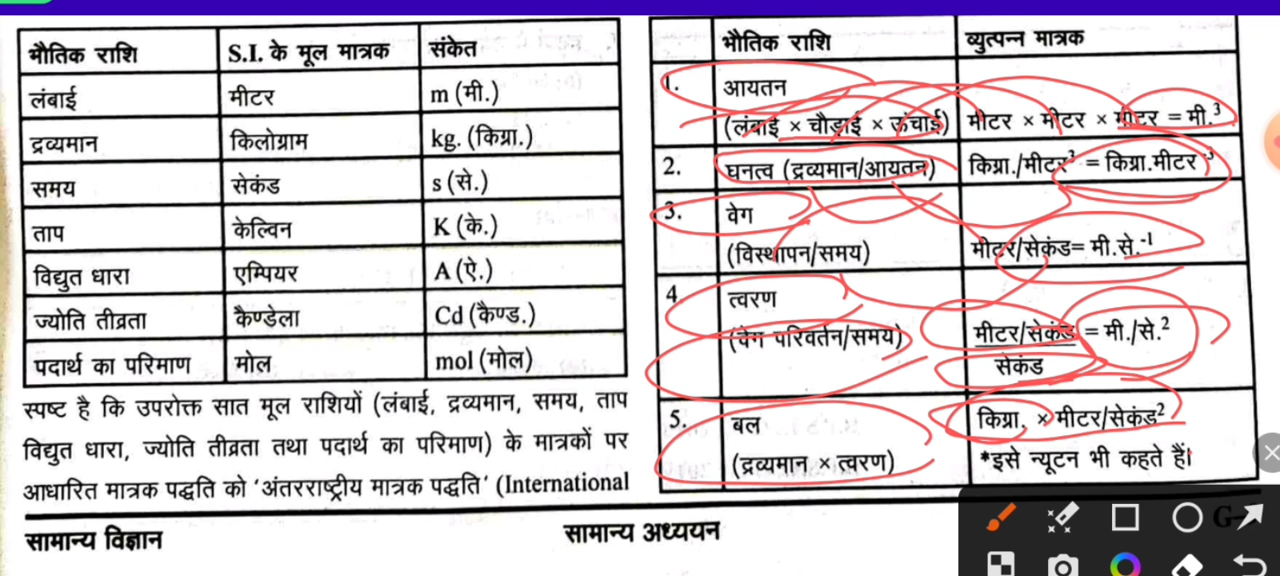 भौतिक राशि S.I. के मूल मात्रक संकेत
लंबाई मीटर m (मी.)
द्रव्यमान किलोग्राम kg. (किग्रा.)
समय सेकंड s (से.)
ताप केल्विन K (के.)
विद्युत धारा एम्पियर A (ऐ.)
ज्योति तीव्रता कैण्डेला Cd (कैण्ड.)
पदार्थ का परिमाण मोल mol (मोल)
स्पष्ट है कि उपरोक्त सात मूल राशियों (लंबाई, द्रव्यमान, समय, ताप
विद्युत धारा, ज्योति तीव्रता तथा पदार्थ का परिमाण) के मात्रकों पर
आधारित मात्रक पद्धति को 'अंतरराष्ट्रीय मात्रक पद्धति' (International
भौतिक राशि व्युत्पन्न मात्रक
1. आयतन
(लंबाई × चौड़ाई × ऊंचाई) मीटर × मीटर × मीटर = मी.³
2. घनत्व (द्रव्यमान/आयतन) किग्रा./मीटर³ = किग्रा.मीटर⁻³
3. वेग
(विस्थापन/समय) मीटर/सेकंड= मी.से.⁻¹
4 त्वरण
(वेग परिवर्तन/समय) मीटर/सेकंड = मी./से.²
सेकंड
5. बल किग्रा. × मीटर/सेकंड²
(द्रव्यमान × त्वरण) *इसे न्यूटन भी कहते हैं।
सामान्य विज्ञान सामान्य अध्ययन